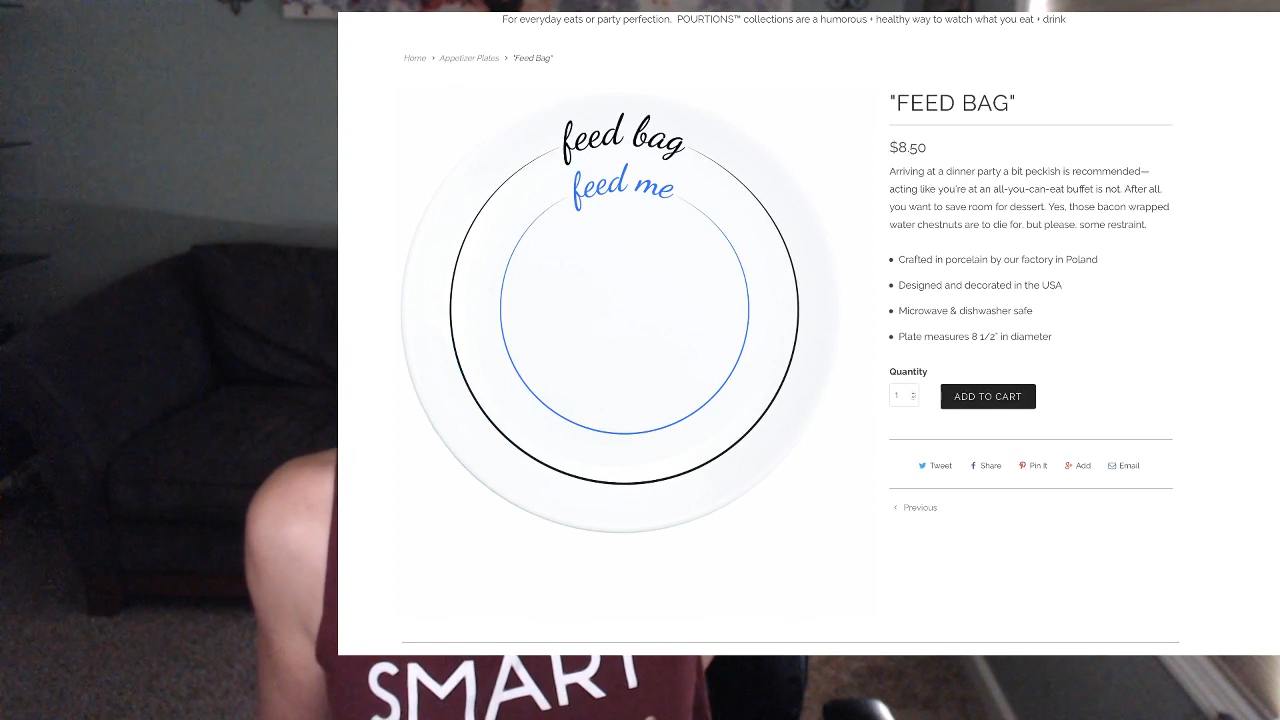 For everyday eats or party perfection. POURTIONS™ collections are a humorous + healthy way to watch what you eat + drink
Home › Appetizer Plates › "Feed Bag"
feed bag
feed me
"FEED BAG"
$8.50
Arriving at a dinner party a bit peckish is recommended—
acting like you're at an all-you-can-eat buffet is not. After all,
you want to save room for dessert. Yes, those bacon wrapped
water chestnuts are to die for, but please, some restraint.
• Crafted in porcelain by our factory in Poland
• Designed and decorated in the USA
• Microwave & dishwasher safe
• Plate measures 8 1/2" in diameter
Quantity
1
ADD TO CART
Tweet
Share
Pin It
Add
Email
‹ Previous
SMART